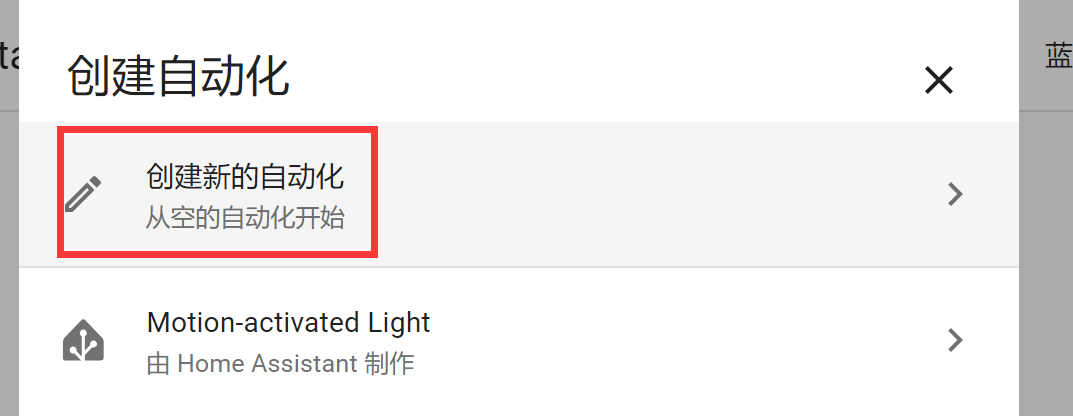 创建自动化
蓝
创建新的自动化
从空的自动化开始
Motion-activated Light
由 Home Assistant 制作